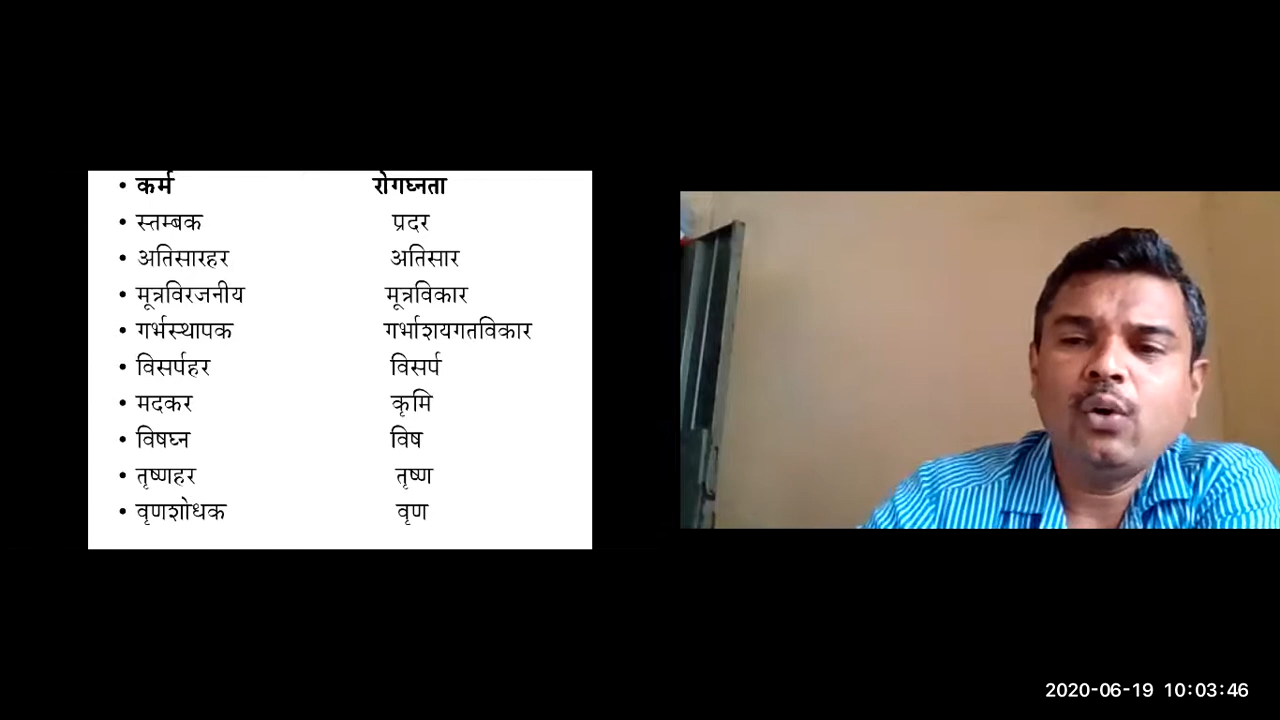 • कर्म रोगघ्नता
• स्तम्बक प्रदर
• अतिसारहर अतिसार
• मूत्रविरजनीय मूत्रविकार
• गर्भस्थापक गर्भाशयगतविकार
• विसर्पहर विसर्प
• मदकर कृमि
• विषघ्न विष
• तृष्णहर तृष्ण
• वृणशोधक वृण
2020-06-19 10:03:46